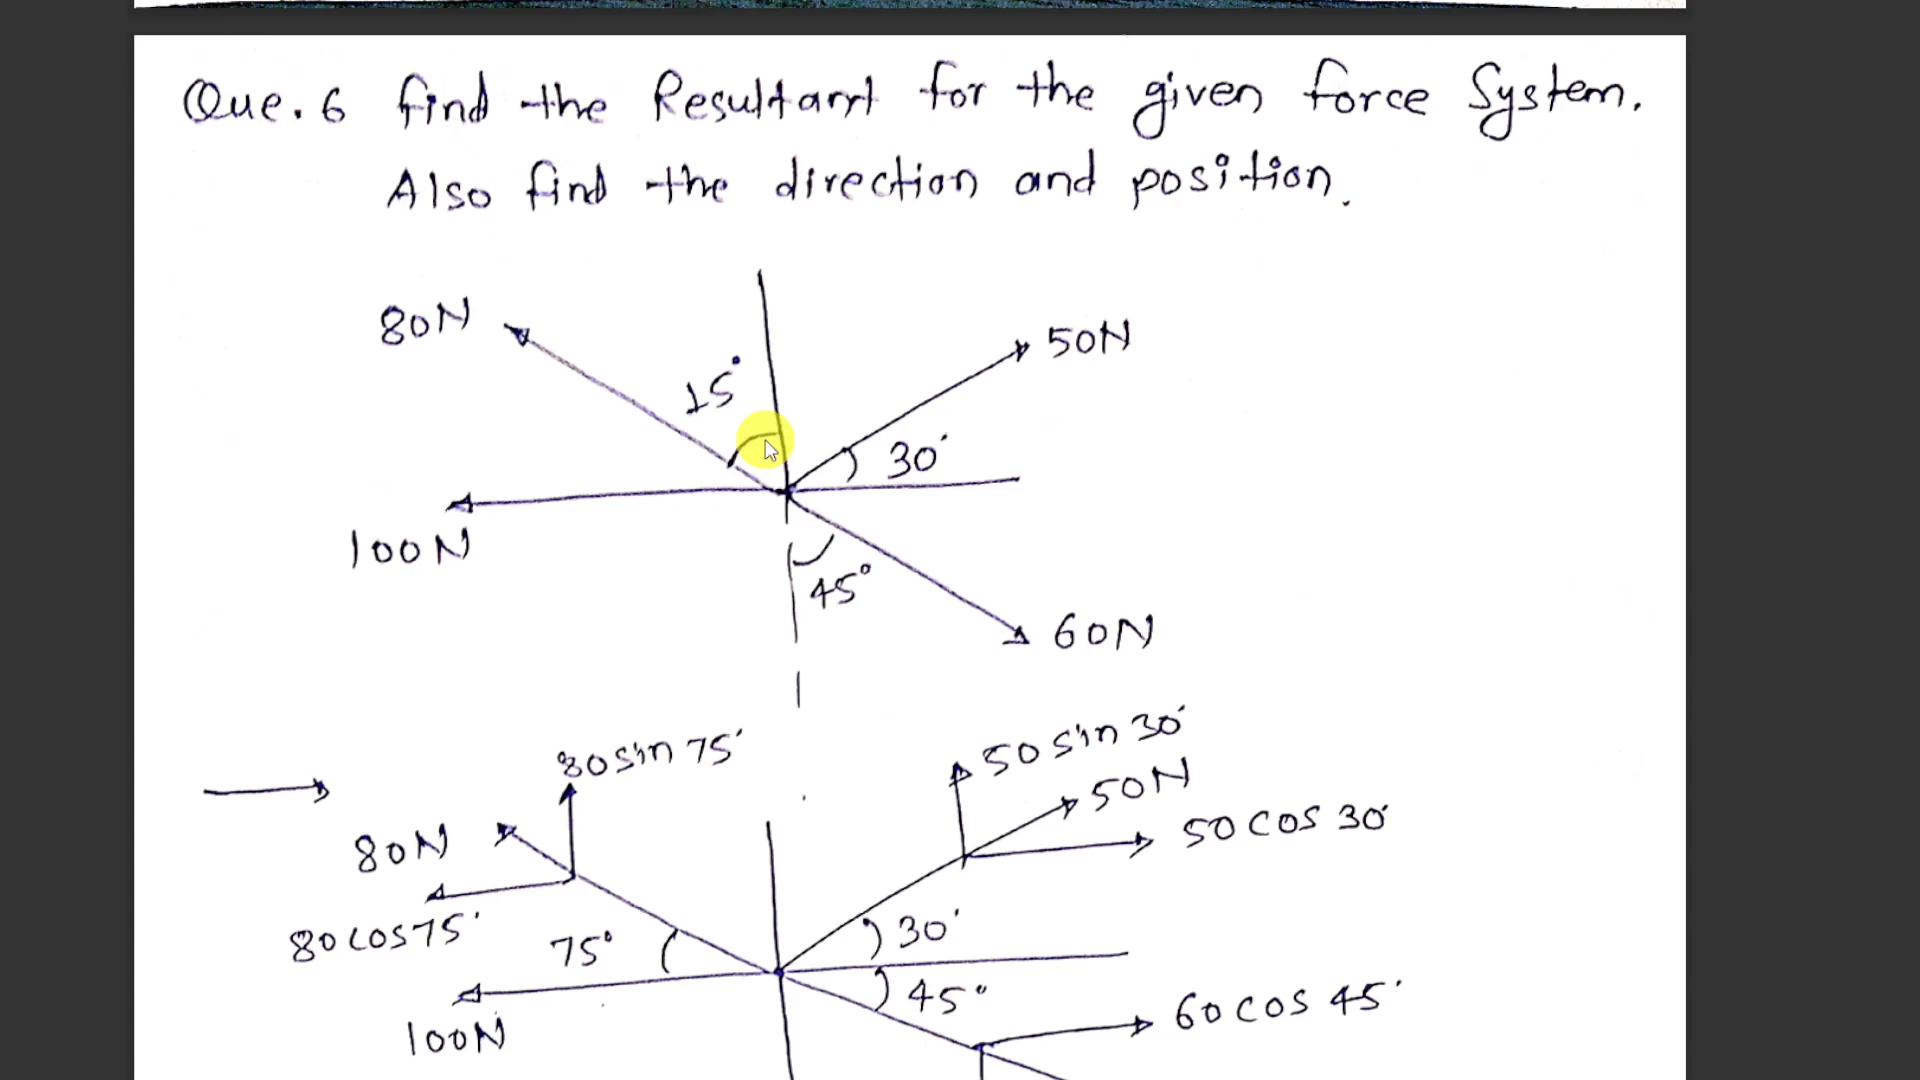 Que. 6 find the Resultant for the given force System.
Also find the direction and position.
80N
50N
15°
30°
100N
45°
60N
50 sin 30°
80 sin 75°
50N
50 cos 30°
80N
80 cos 75°
75°
30°
45°
60 cos 45°
100N